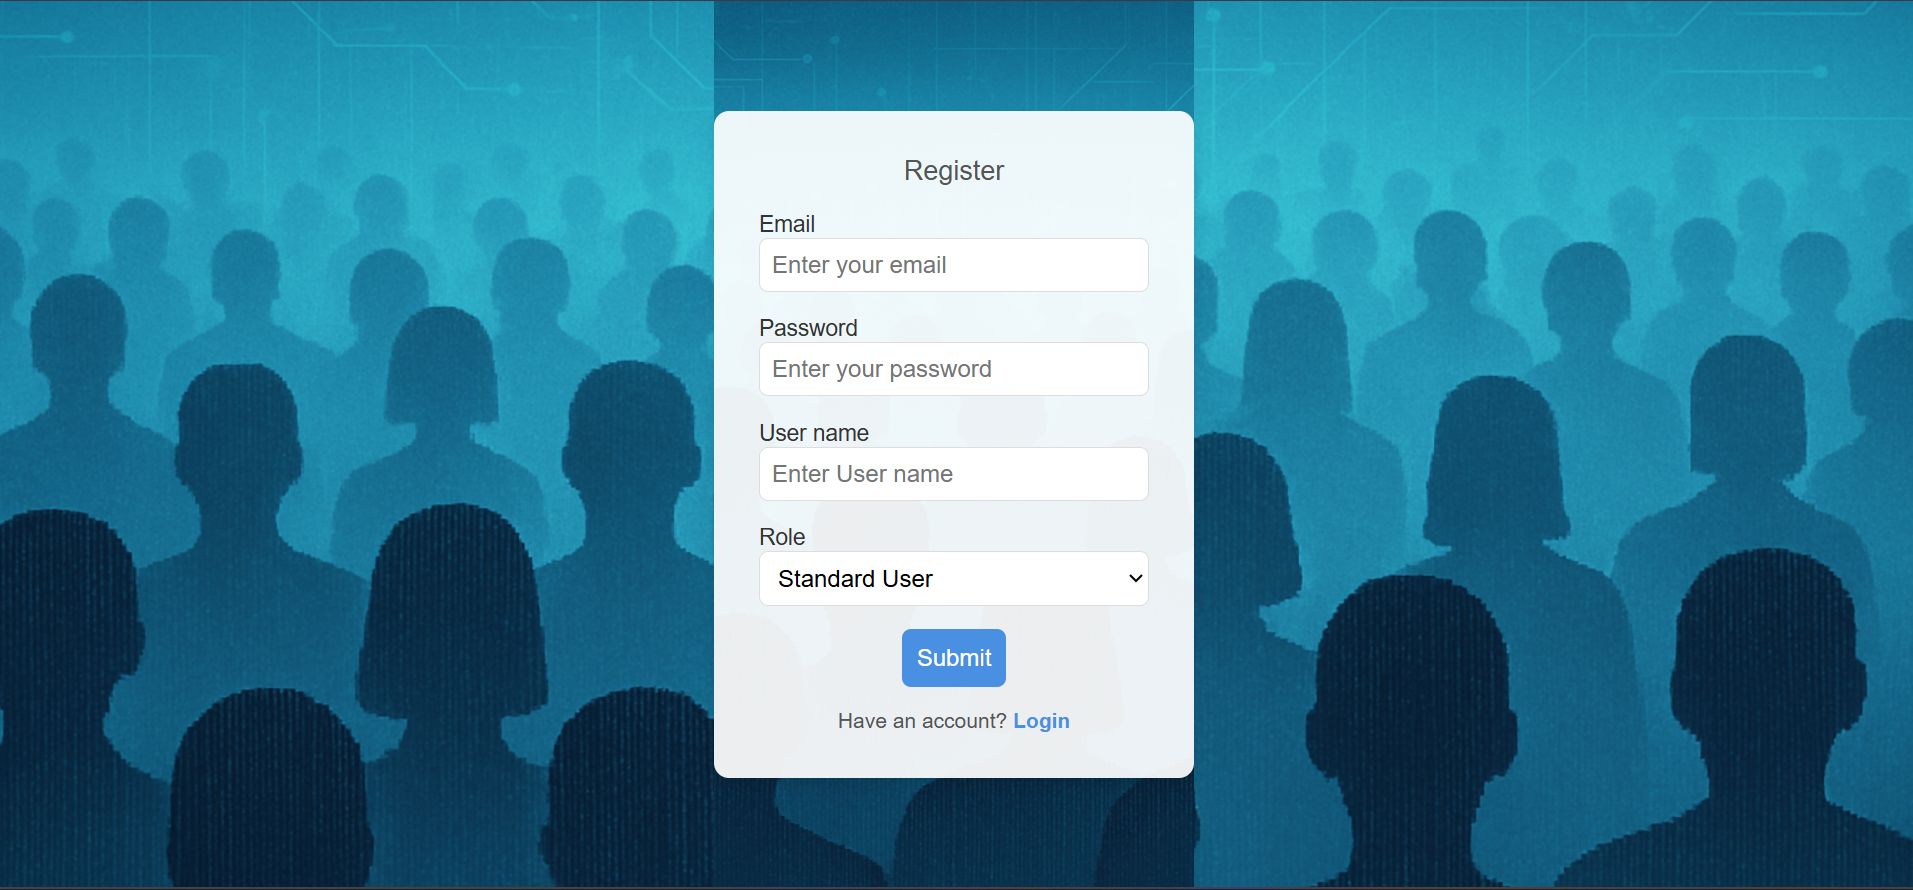 Register
Email
Enter your email
Password
Enter your password
User name
Enter User name
Role
Standard User
Submit
Have an account? Login